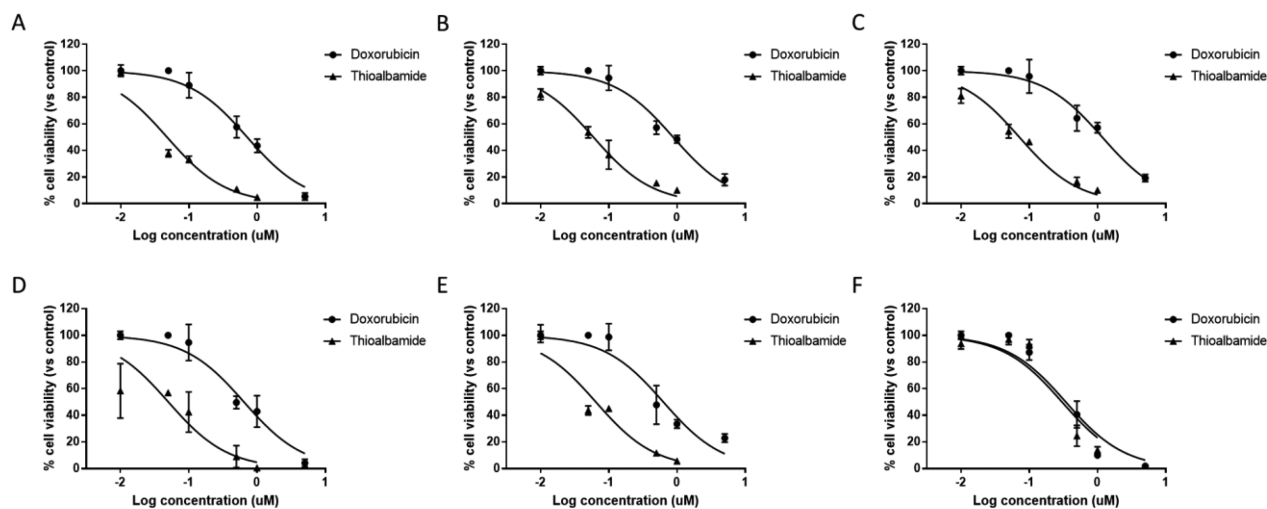 A
120
100
80
60
40
20
0
% cell viability (vs control)
-2 -1 0 1
Log concentration (uM)
Doxorubicin
Thioalbamide
B
120
100
80
60
40
20
0
% cell viability (vs control)
-2 -1 0 1
Log concentration (uM)
Doxorubicin
Thioalbamide
C
120
100
80
60
40
20
0
% cell viability (vs control)
-2 -1 0 1
Log concentration (uM)
Doxorubicin
Thioalbamide
D
120
100
80
60
40
20
0
% cell viability (vs control)
-2 -1 0 1
Log concentration (uM)
Doxorubicin
Thioalbamide
E
120
100
80
60
40
20
0
% cell viability (vs control)
-2 -1 0 1
Log concentration (uM)
Doxorubicin
Thioalbamide
F
120
100
80
60
40
20
0
% cell viability (vs control)
-2 -1 0 1
Log concentration (uM)
Doxorubicin
Thioalbamide